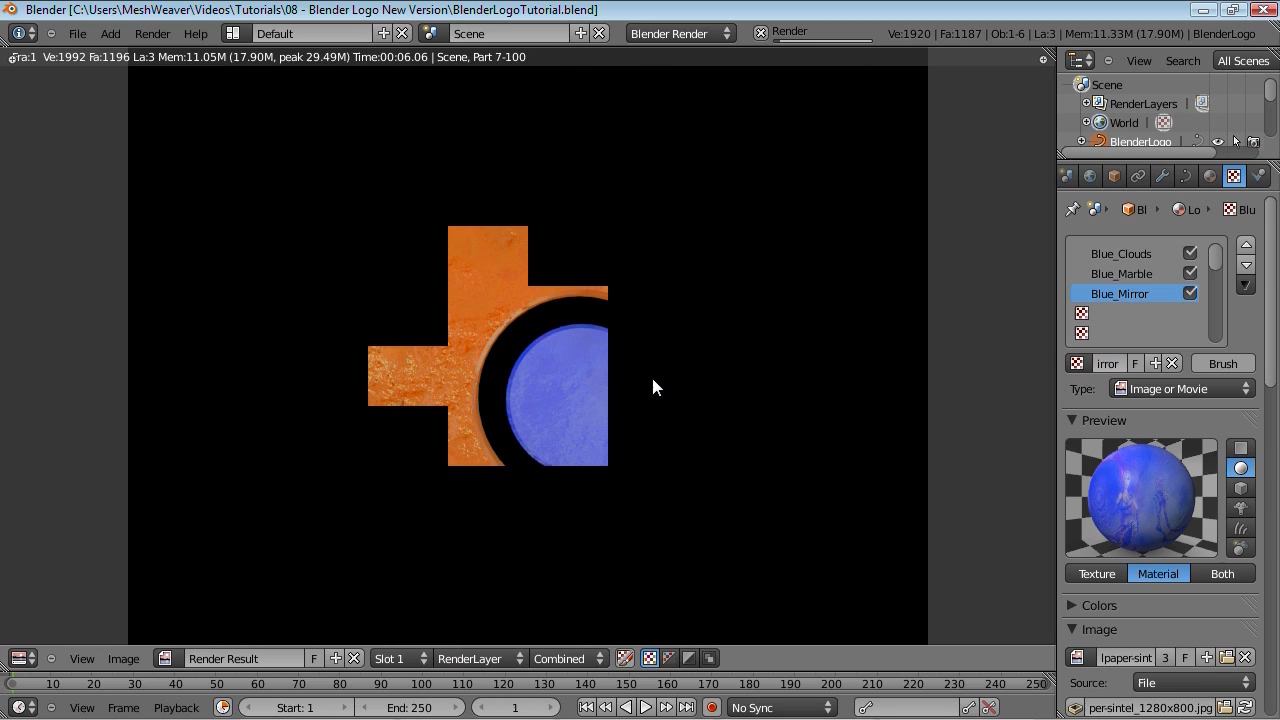 Blender [C:\Users\MeshWeaver\Videos\Tutorials\08 - Blender Logo New Version\BlenderLogoTutorial.blend]
File Add Render Help Default Scene Blender Render Render Ve:1920 | Fa:1187 | Ob:1-6 | La:3 | Mem:11.33M (17.90M) | BlenderLogo
Fra:1 Ve:1992 Fa:1196 La:3 Mem:11.05M (17.90M, peak 29.49M) Time:00:06.06 | Scene, Part 7-100
View Search All Scenes
Scene
RenderLayers |
World |
BlenderLogo |
Bl Lo Blu
Blue_Clouds
Blue_Marble
Blue_Mirror
irror F Brush
Type: Image or Movie
Preview
Texture Material Both
Colors
Image
lpaper-sint 3 F
Source: File
per-sintel_1280x800.jpg
View Image Render Result F Slot 1 RenderLayer Combined
10 20 30 40 50 60 70 80 90 100 110 120 130 140 150 160 170 180 190 200 210 220 230 240 250
View Frame Playback Start: 1 End: 250 1 No Sync